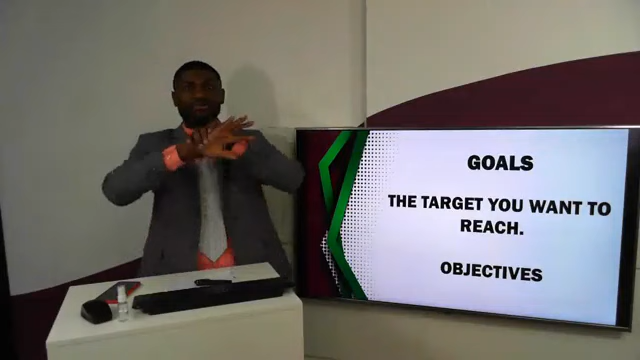 GOALS
THE TARGET YOU WANT TO
REACH.
OBJECTIVES